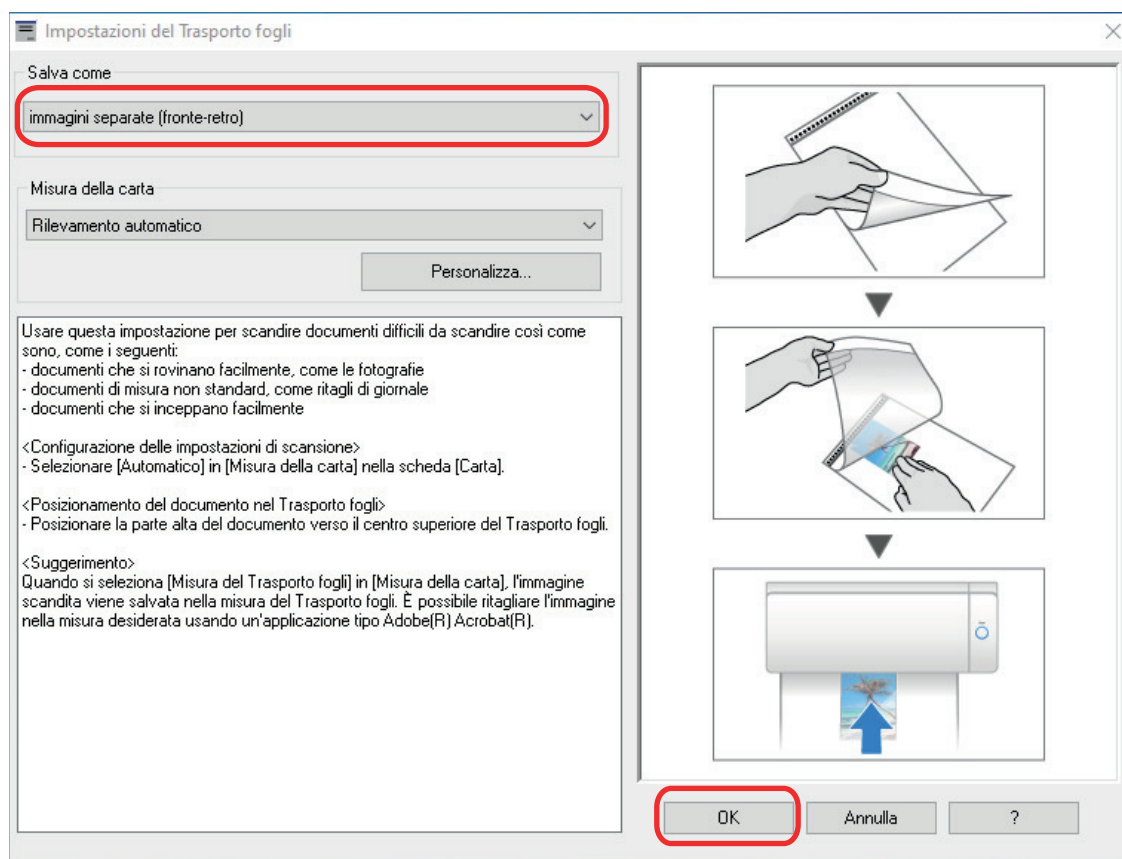 Impostazioni del Trasporto fogli
Salva come
immagini separate (fronte-retro)
Misura della carta
Rilevamento automatico
Personalizza...
Usare questa impostazione per scandire documenti difficili da scandire così come
sono, come i seguenti:
- documenti che si rovinano facilmente, come le fotografie
- documenti di misura non standard, come ritagli di giornale
- documenti che si inceppano facilmente
<Configurazione delle impostazioni di scansione>
- Selezionare [Automatico] in [Misura della carta] nella scheda [Carta].
<Posizionamento del documento nel Trasporto fogli>
- Posizionare la parte alta del documento verso il centro superiore del Trasporto fogli.
<Suggerimento>
Quando si seleziona [Misura del Trasporto fogli] in [Misura della carta], l'immagine
scandita viene salvata nella misura del Trasporto fogli. È possibile ritagliare l'immagine
nella misura desiderata usando un'applicazione tipo Adobe(R) Acrobat(R).
OK
Annulla
?